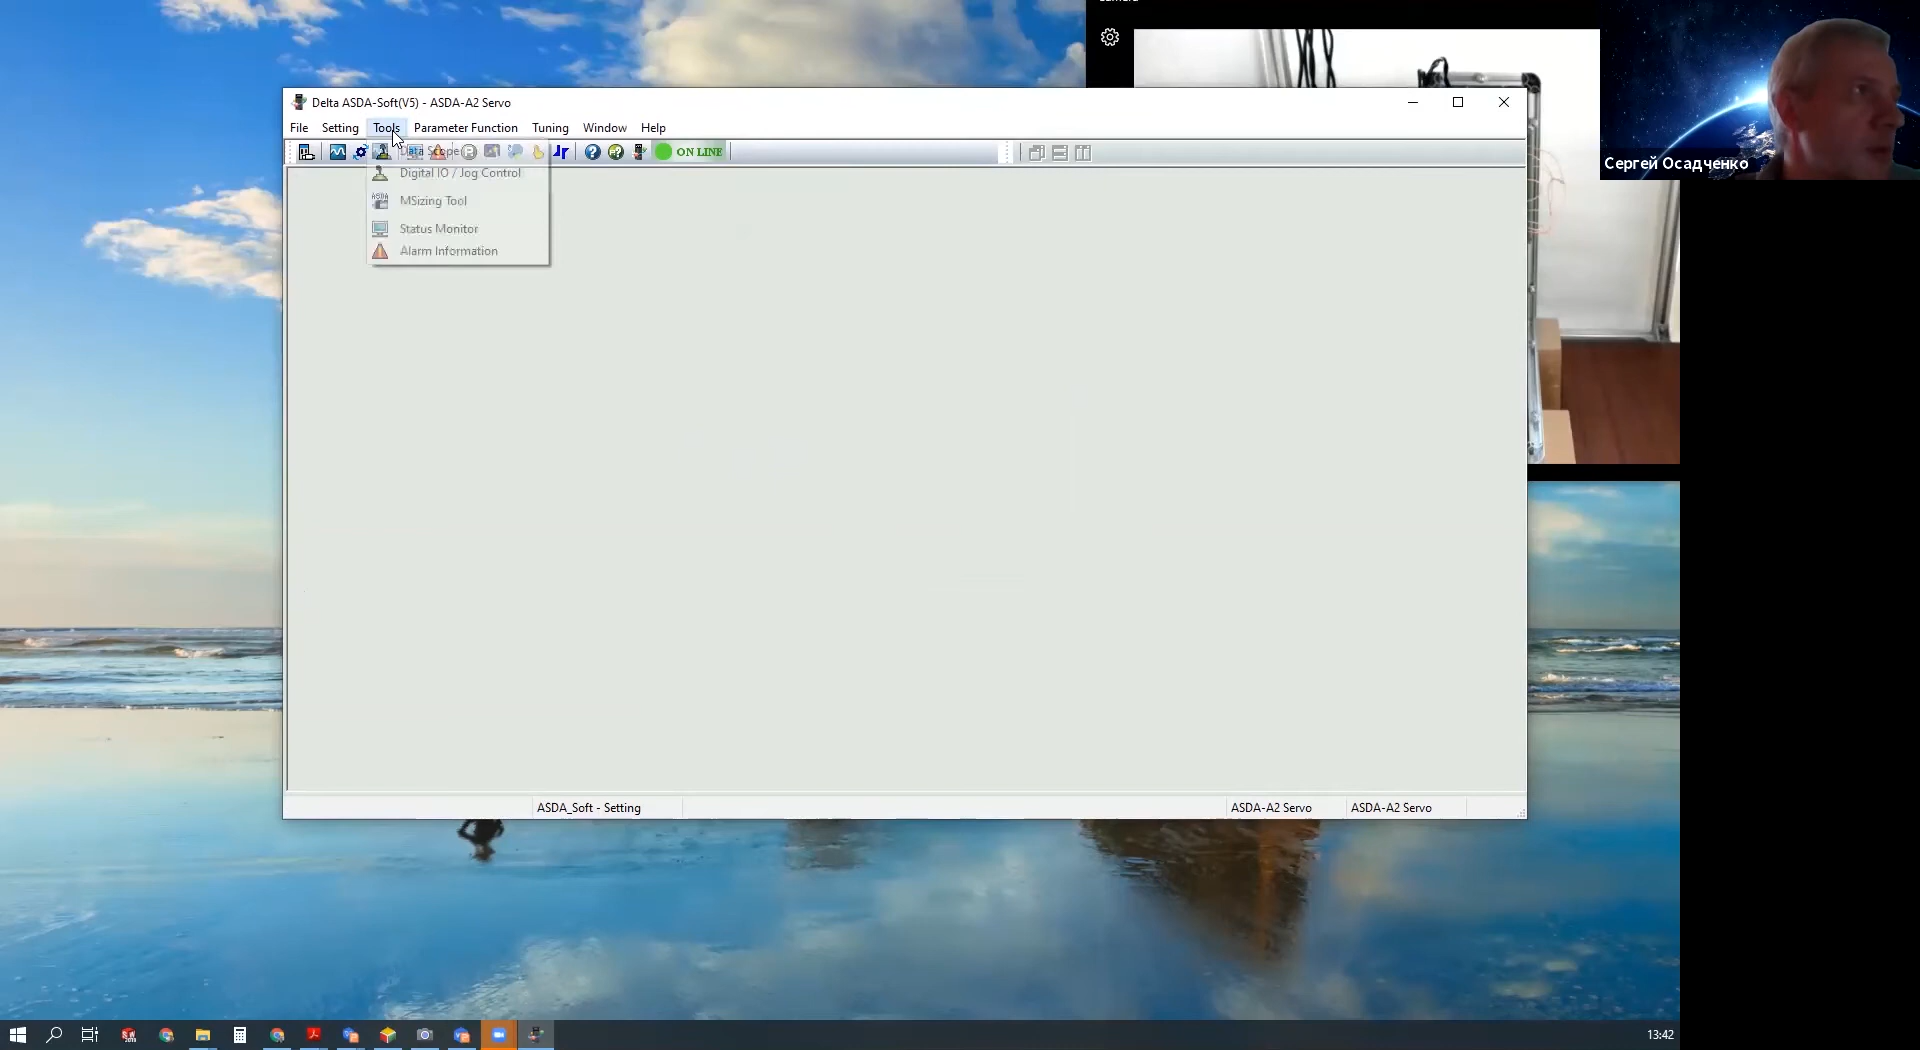 Delta ASDA-Soft(V5) - ASDA-A2 Servo
File Setting Tools Parameter Function Tuning Window Help
Data Scope
ON LINE
Digital IO / Jog Control
MSizing Tool
Status Monitor
Alarm Information
Сергей Осадченко
ASDA_Soft - Setting
ASDA-A2 Servo
ASDA-A2 Servo
13:42